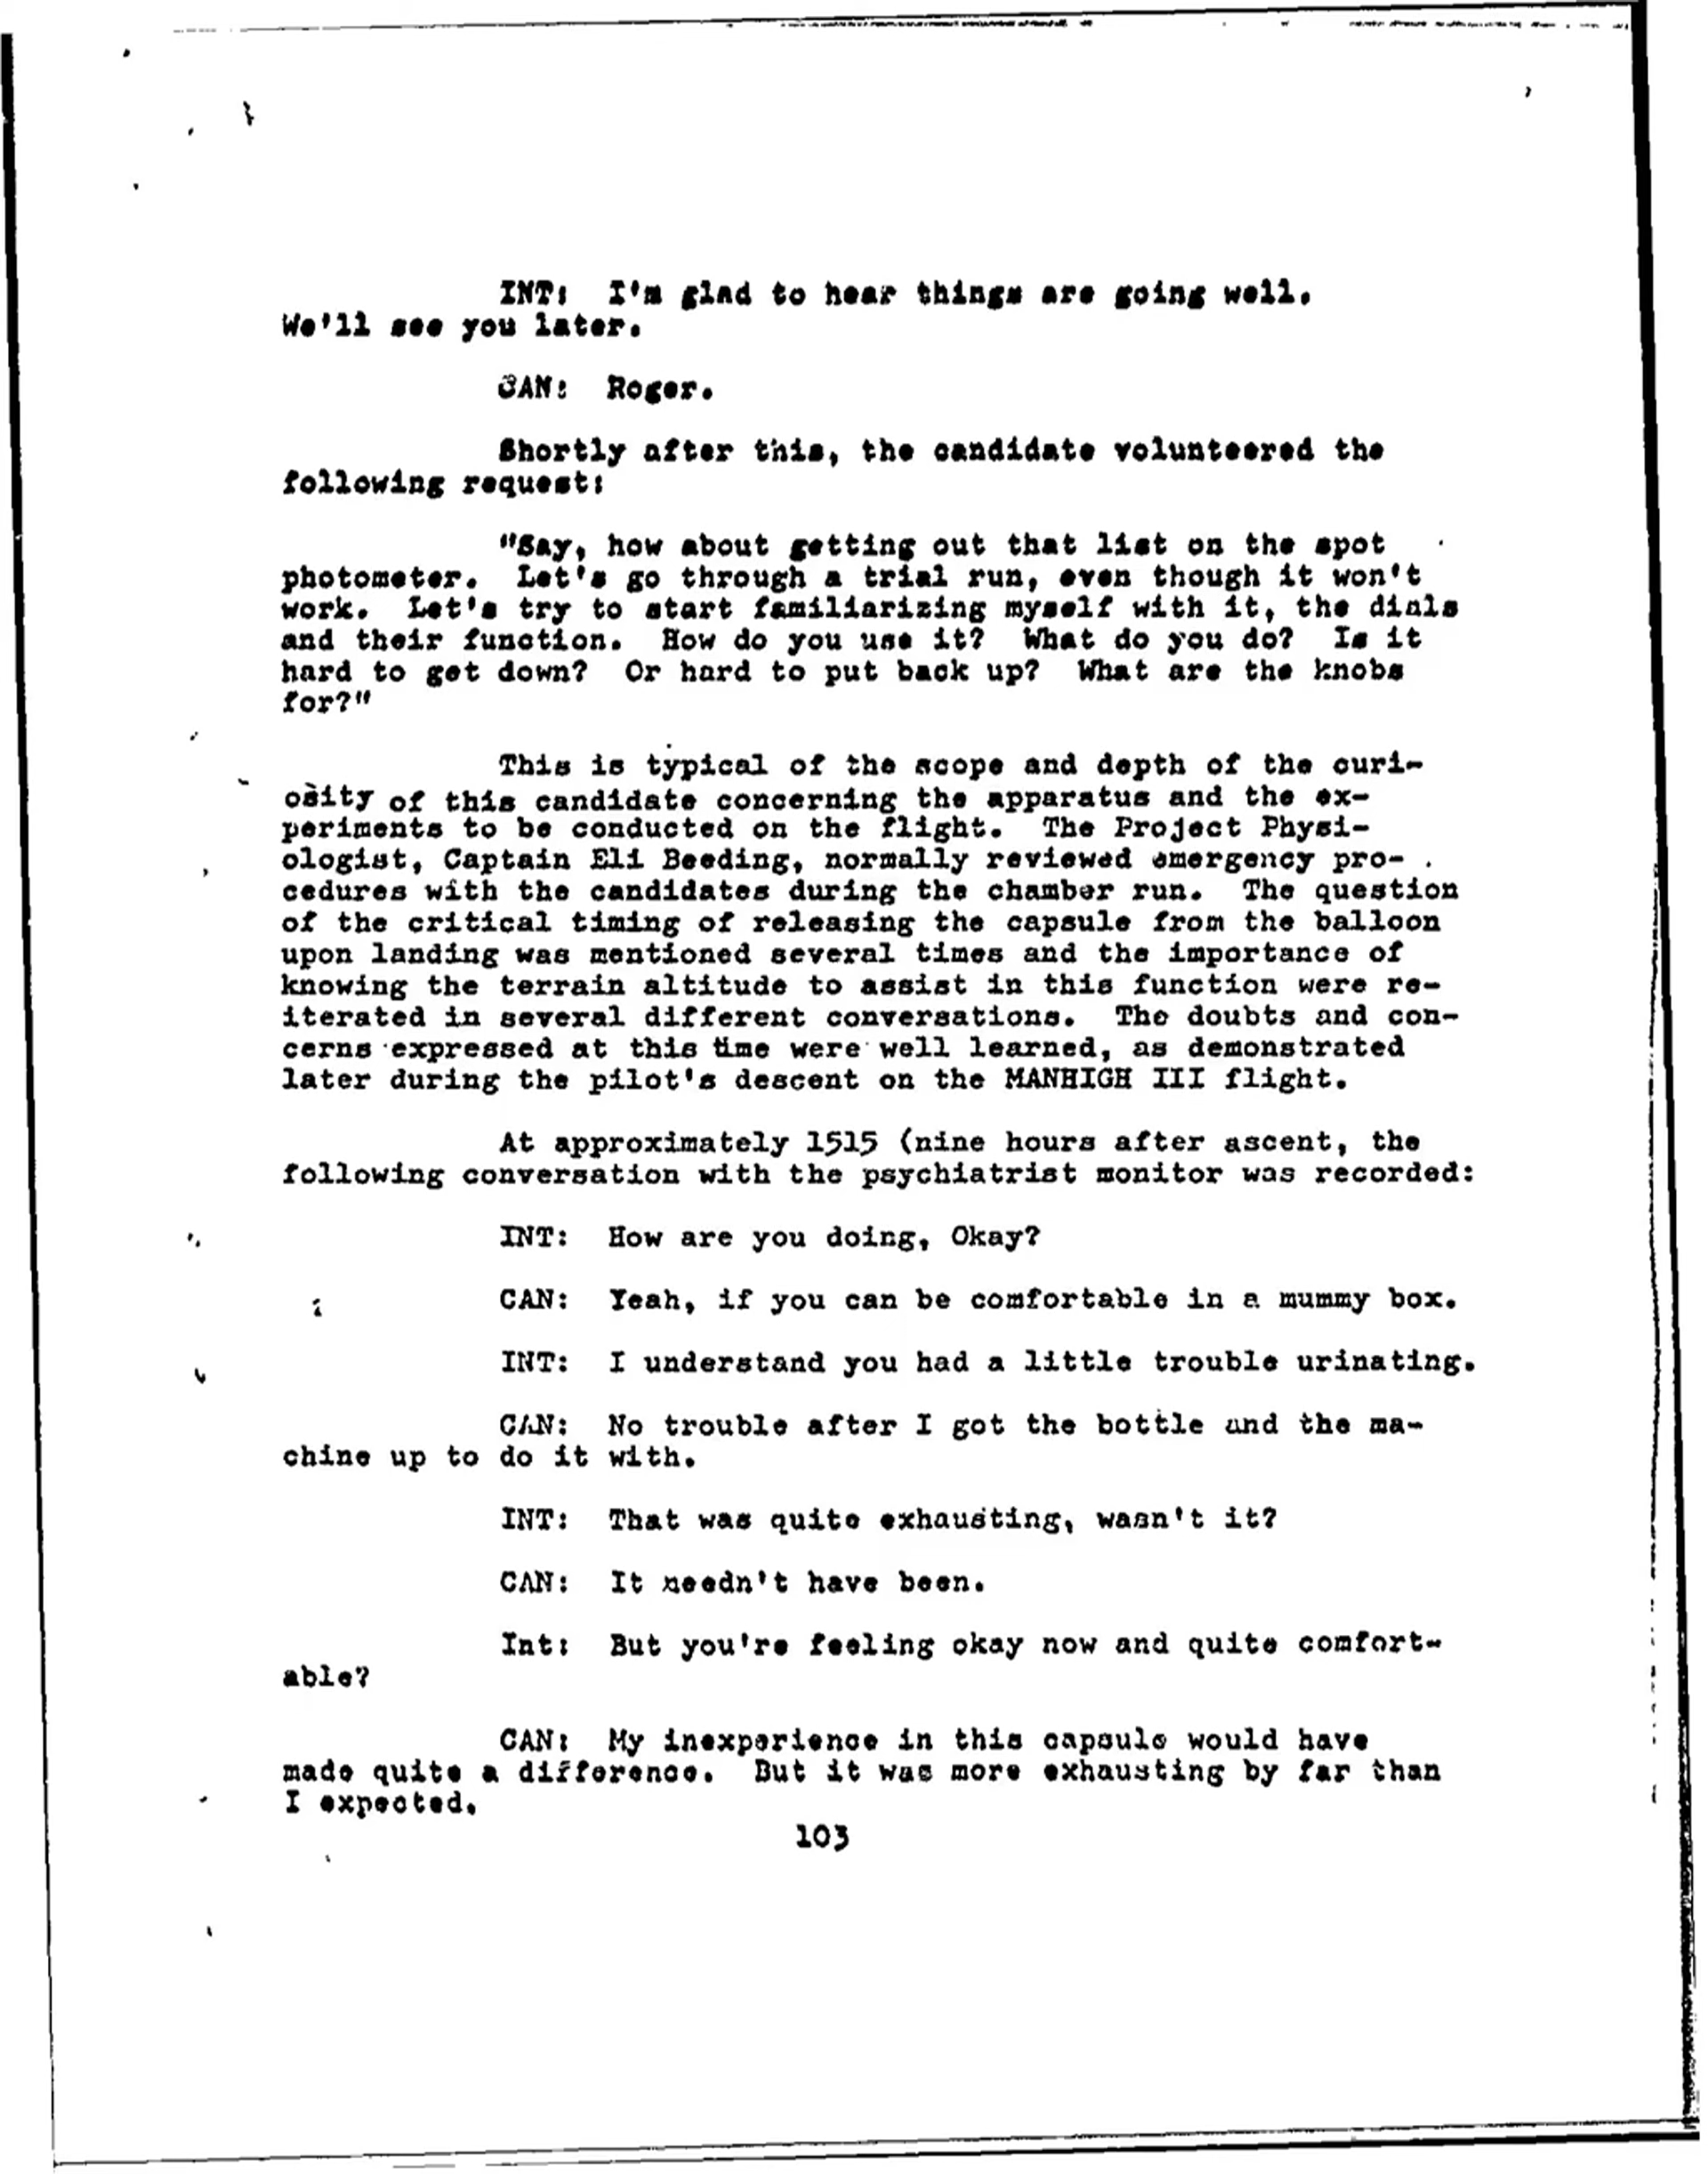 INT: I'm glad to hear things are going well.
We'll see you later.
CAN: Roger.
Shortly after this, the candidate volunteered the
following request:
"Say, how about getting out that list on the spot
photometer. Let's go through a trial run, even though it won't
work. Let's try to start familiarizing myself with it, the dials
and their function. How do you use it? What do you do? Is it
hard to get down? Or hard to put back up? What are the knobs
for?"
This is typical of the scope and depth of the curi-
osity of this candidate concerning the apparatus and the ex-
periments to be conducted on the flight. The Project Physi-
ologist, Captain Eli Beeding, normally reviewed emergency pro-
cedures with the candidates during the chamber run. The question
of the critical timing of releasing the capsule from the balloon
upon landing was mentioned several times and the importance of
knowing the terrain altitude to assist in this function were re-
iterated in several different conversations. The doubts and con-
cerns expressed at this time were well learned, as demonstrated
later during the pilot's descent on the MANHIGH III flight.
At approximately 1515 (nine hours after ascent, the
following conversation with the psychiatrist monitor was recorded:
INT: How are you doing, Okay?
CAN: Yeah, if you can be comfortable in a mummy box.
INT: I understand you had a little trouble urinating.
CAN: No trouble after I got the bottle and the ma-
chine up to do it with.
INT: That was quite exhausting, wasn't it?
CAN: It needn't have been.
Int: But you're feeling okay now and quite comfort-
able?
CAN: My inexperience in this capsule would have
made quite a difference. But it was more exhausting by far than
I expected.
103